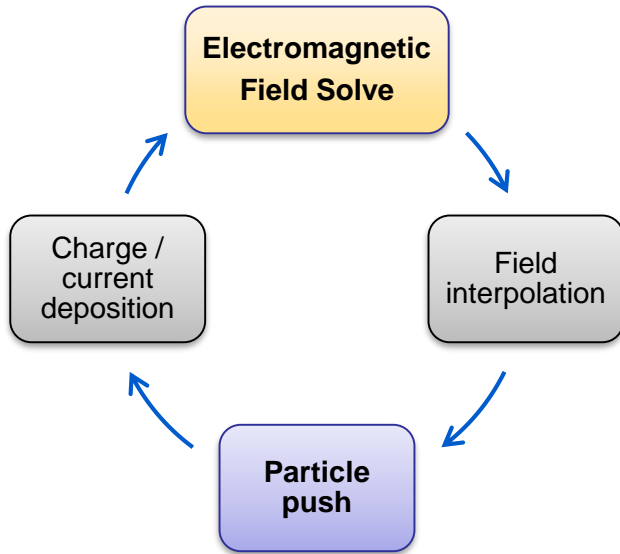 Electromagnetic
Field Solve
Charge /
current
deposition
Field
interpolation
Particle
push